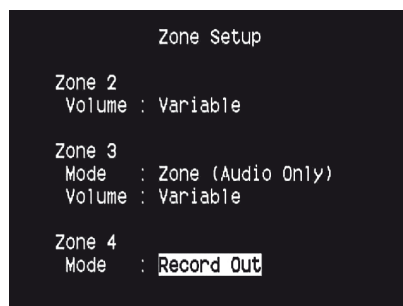 Zone Setup
Zone 2
Volume : Variable
Zone 3
Mode : Zone (Audio Only)
Volume : Variable
Zone 4
Mode : Record Out